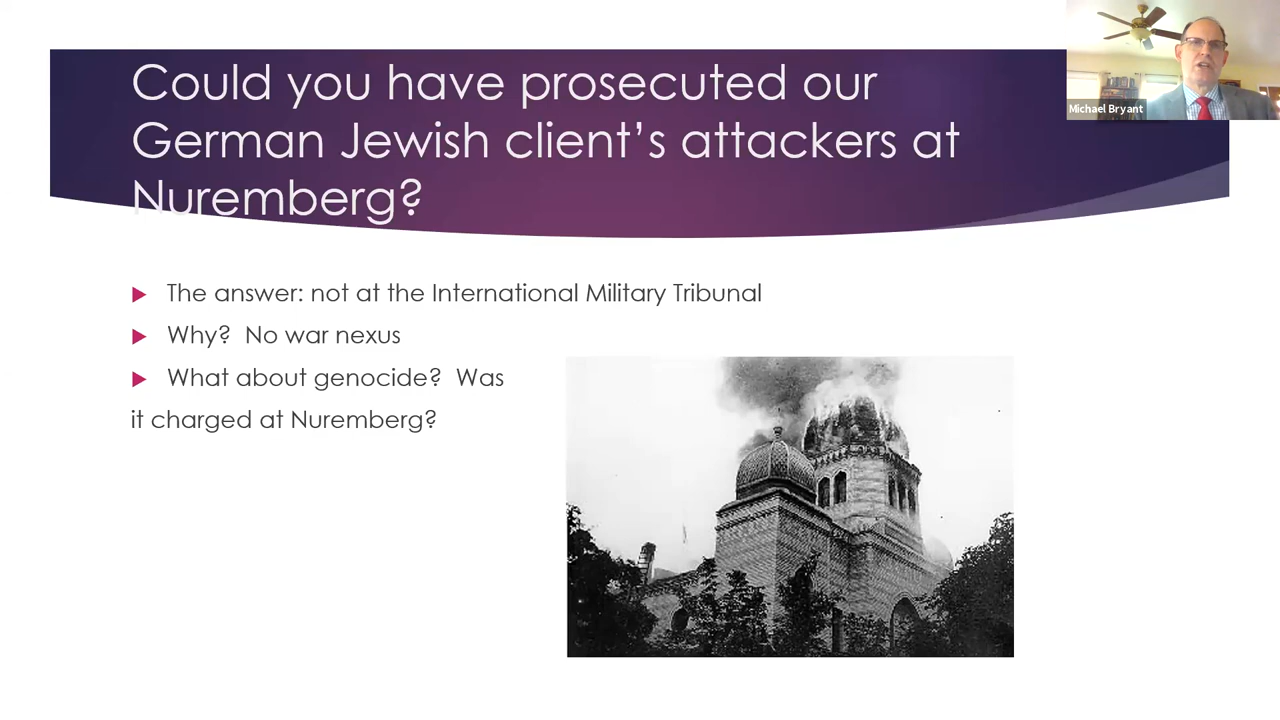 Could you have prosecuted our
German Jewish client’s attackers at
Nuremberg?
Michael Bryant
The answer: not at the International Military Tribunal
Why? No war nexus
What about genocide? Was
it charged at Nuremberg?